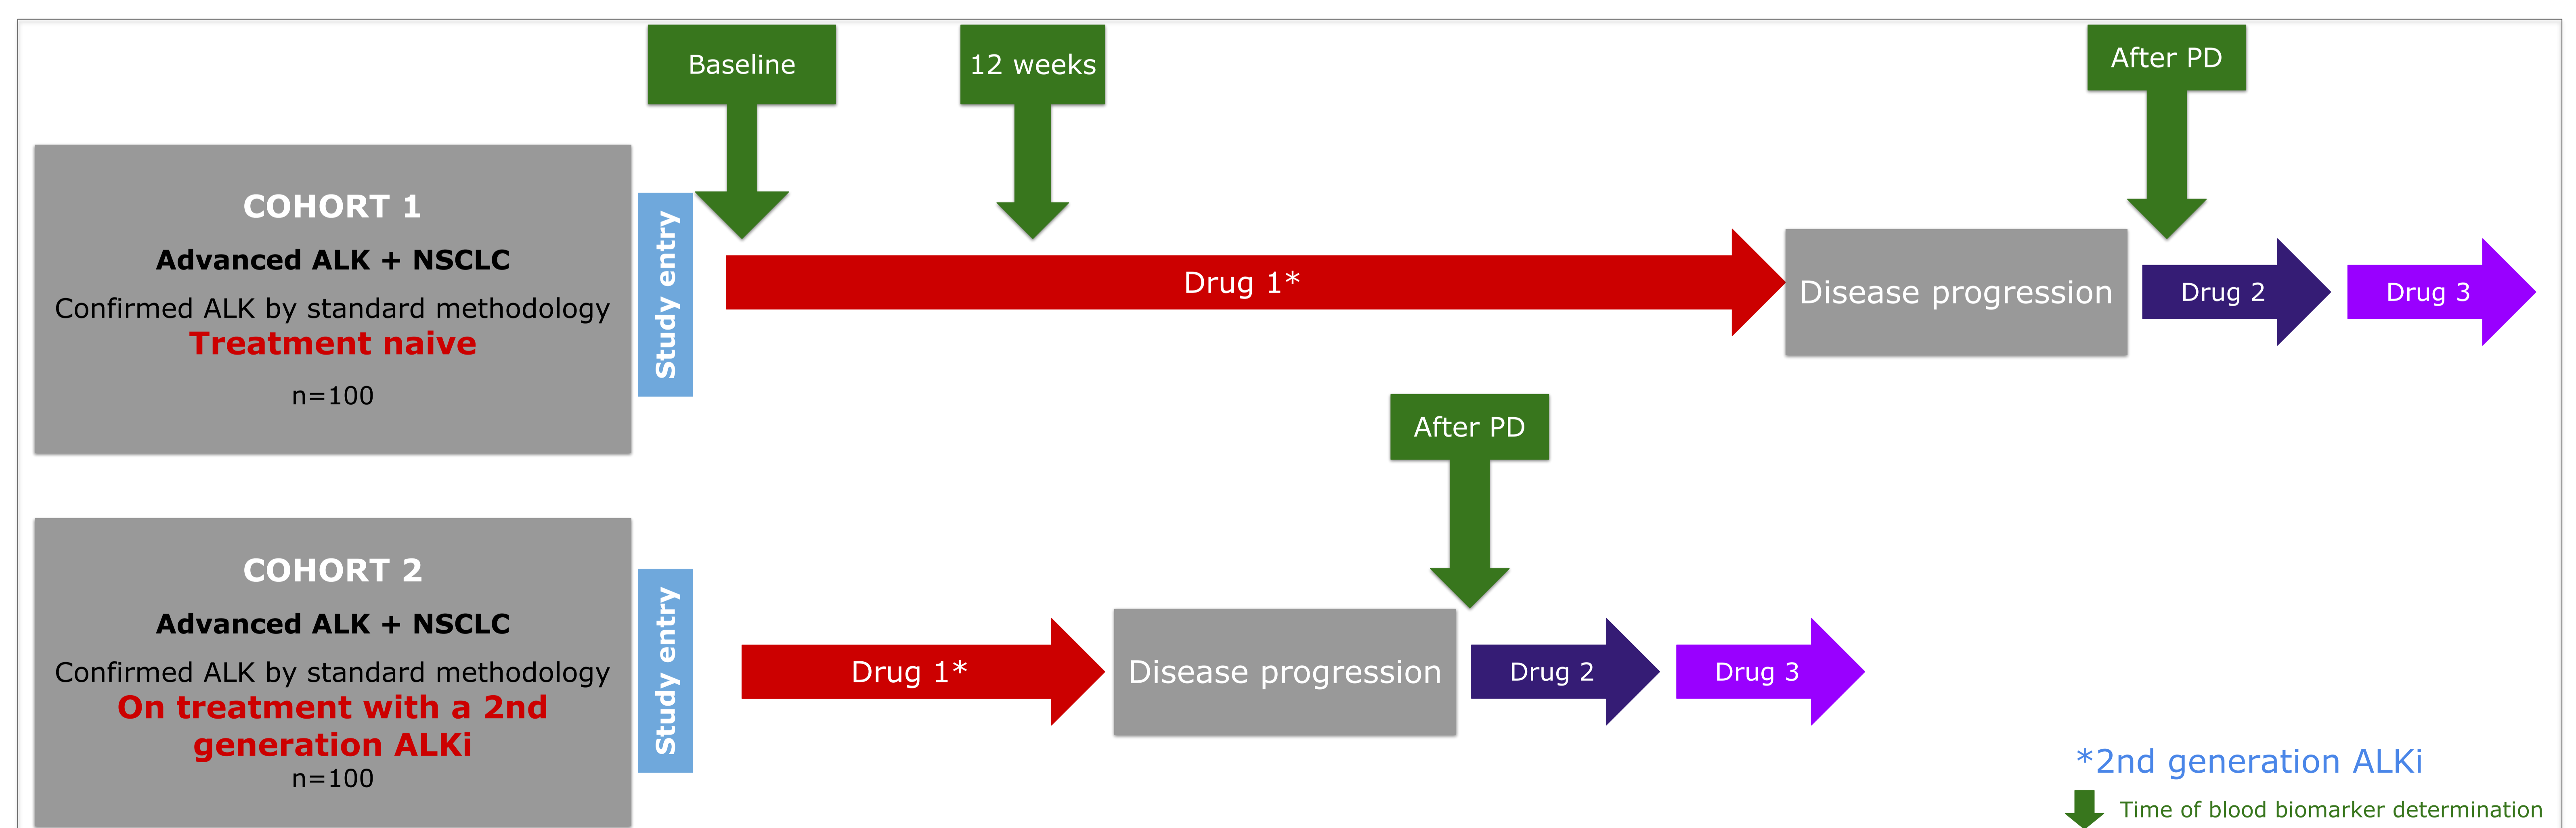 Baseline
12 weeks
After PD
COHORT 1
Advanced ALK + NSCLC
Confirmed ALK by standard methodology
Treatment naive
n=100
Study entry
Drug 1*
Disease progression
Drug 2
Drug 3
After PD
COHORT 2
Advanced ALK + NSCLC
Confirmed ALK by standard methodology
On treatment with a 2nd
generation ALKi
n=100
Study entry
Drug 1*
Disease progression
Drug 2
Drug 3
*2nd generation ALKi
Time of blood biomarker determination